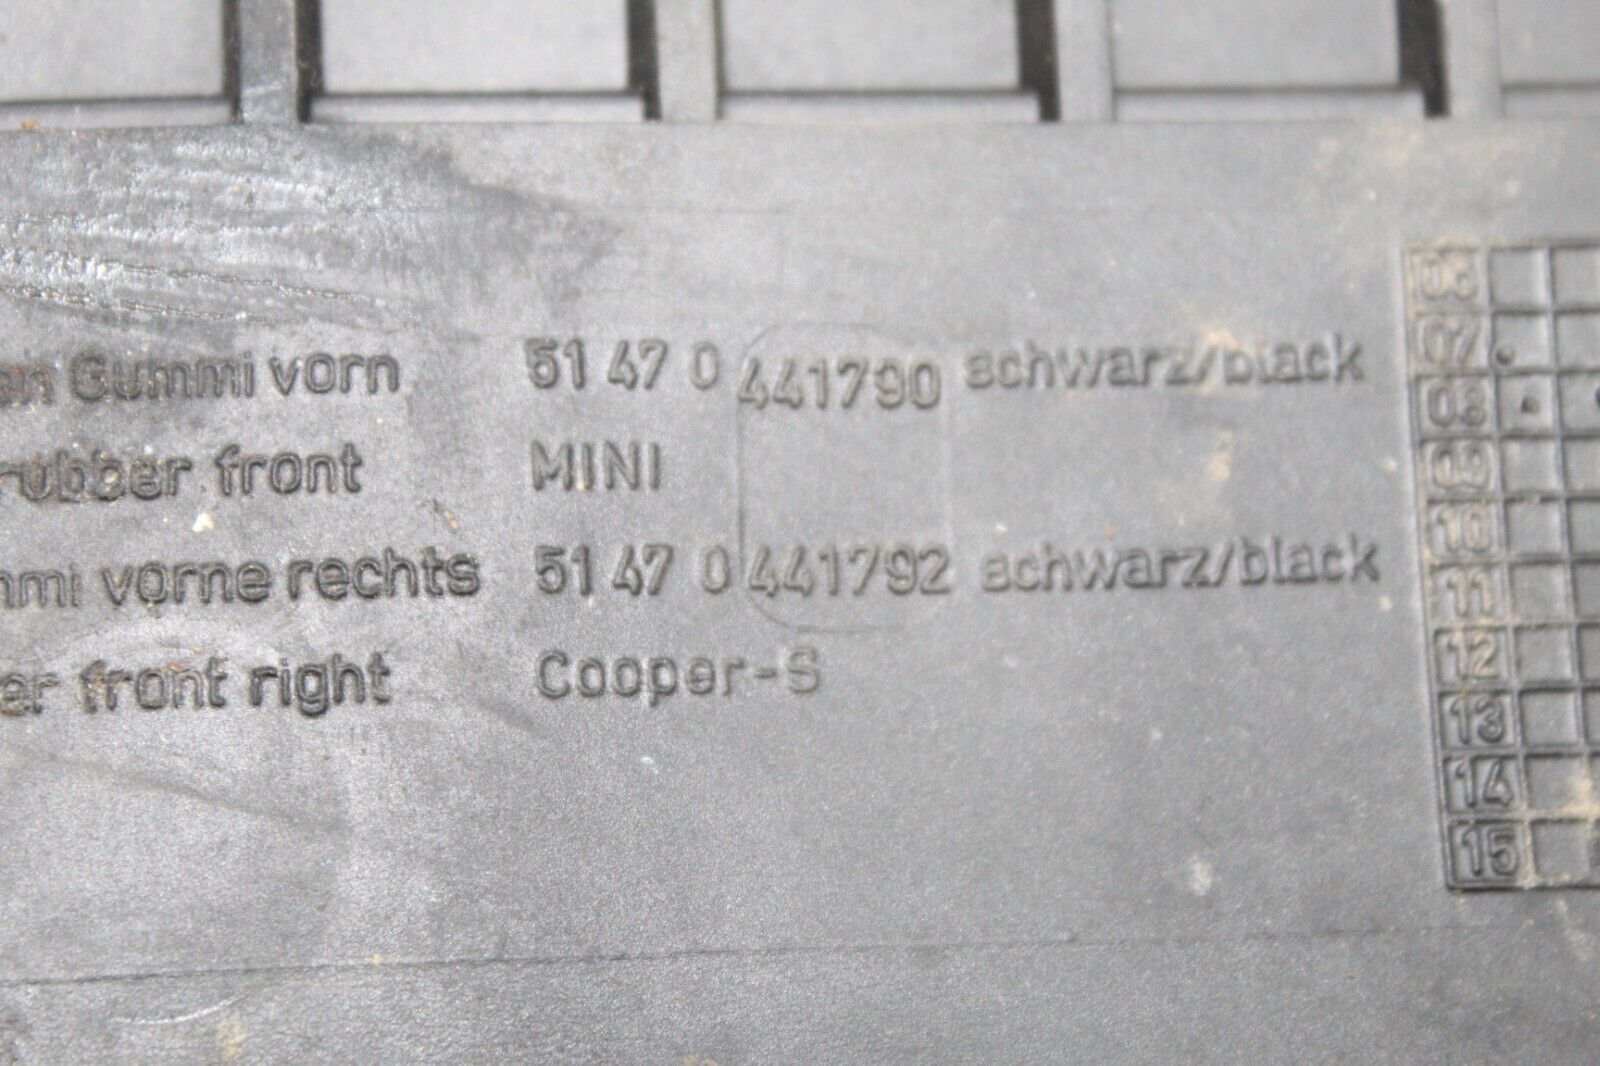 Gummi vorn 51 47 0 441790 schwarz/black
rubber front MINI
vorne rechts 51 47 0 441792 schwarz/black
front right Cooper-S
06
07
08
09
10
11
12
13
14
15